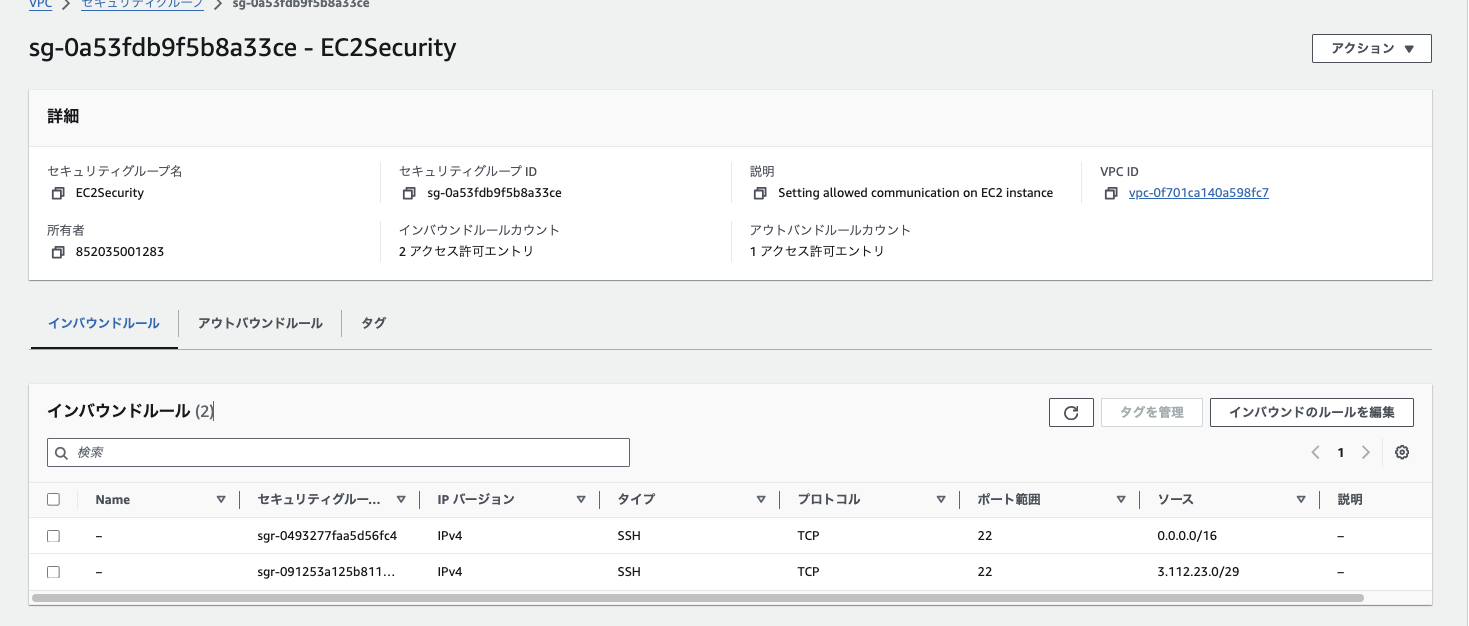 VPC > セキュリティグループ > sg-0a53fdb9f5b8a33ce
sg-0a53fdb9f5b8a33ce - EC2Security
アクション ▼
詳細
セキュリティグループ名
EC2Security
セキュリティグループ ID
sg-0a53fdb9f5b8a33ce
説明
Setting allowed communication on EC2 instance
VPC ID
vpc-0f701ca140a598fc7
所有者
852035001283
インバウンドルールカウント
2 アクセス許可エントリ
アウトバンドルールカウント
1 アクセス許可エントリ
インバウンドルール アウトバウンドルール タグ
インバウンドルール (2)
タグを管理 インバウンドのルールを編集
検索
1
Name セキュリティグルー... IP バージョン タイプ プロトコル ポート範囲 ソース 説明
– sgr-0493277faa5d56fc4 IPv4 SSH TCP 22 0.0.0.0/16 –
– sgr-091253a125b811... IPv4 SSH TCP 22 3.112.23.0/29 –